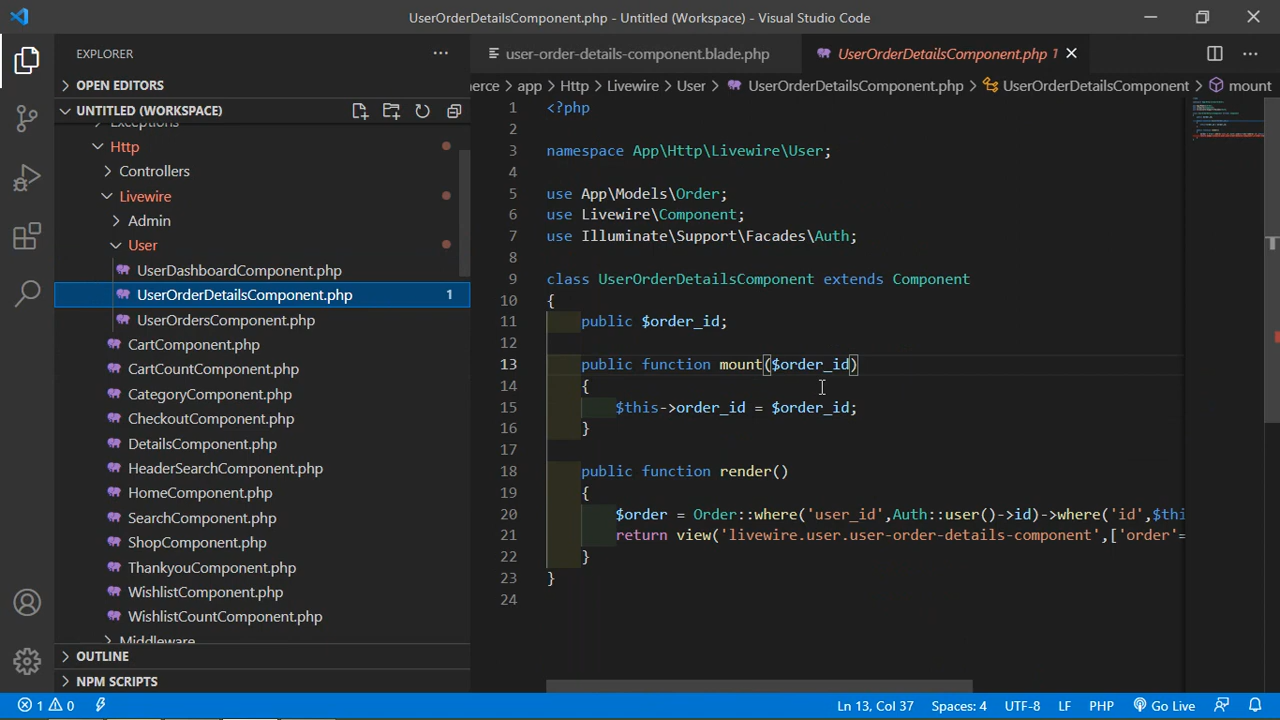 UserOrderDetailsComponent.php - Untitled (Workspace) - Visual Studio Code
EXPLORER
OPEN EDITORS
UNTITLED (WORKSPACE)
Exceptions
Http
Controllers
Livewire
Admin
User
UserDashboardComponent.php
UserOrderDetailsComponent.php 1
UserOrdersComponent.php
CartComponent.php
CartCountComponent.php
CategoryComponent.php
CheckoutComponent.php
DetailsComponent.php
HeaderSearchComponent.php
HomeComponent.php
SearchComponent.php
ShopComponent.php
ThankyouComponent.php
WishlistComponent.php
WishlistCountComponent.php
Middleware
OUTLINE
NPM SCRIPTS
user-order-details-component.blade.php
UserOrderDetailsComponent.php 1
erce > app > Http > Livewire > User > UserOrderDetailsComponent.php > UserOrderDetailsComponent > mount
1 <?php
2
3 namespace App\Http\Livewire\User;
4
5 use App\Models\Order;
6 use Livewire\Component;
7 use Illuminate\Support\Facades\Auth;
8
9 class UserOrderDetailsComponent extends Component
10 {
11 public $order_id;
12
13 public function mount($order_id)
14 {
15 $this->order_id = $order_id;
16 }
17
18 public function render()
19 {
20 $order = Order::where('user_id',Auth::user()->id)->where('id',$thi
21 return view('livewire.user.user-order-details-component',['order'=
22 }
23 }
24
1 0
Ln 13, Col 37 Spaces: 4 UTF-8 LF PHP Go Live